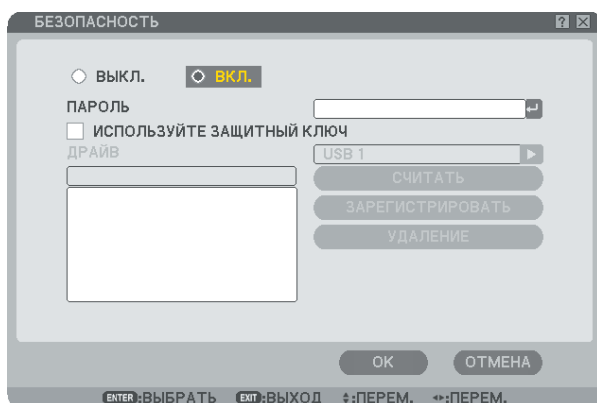 БЕЗОПАСНОСТЬ
ВЫКЛ. ВКЛ.
ПАРОЛЬ
ИСПОЛЬЗУЙТЕ ЗАЩИТНЫЙ КЛЮЧ
ДРАЙВ USB 1
СЧИТАТЬ
ЗАРЕГИСТРИРОВАТЬ
УДАЛЕНИЕ
OK ОТМЕНА
ENTER:ВЫБРАТЬ EXIT:ВЫХОД :ПЕРЕМ. :ПЕРЕМ.